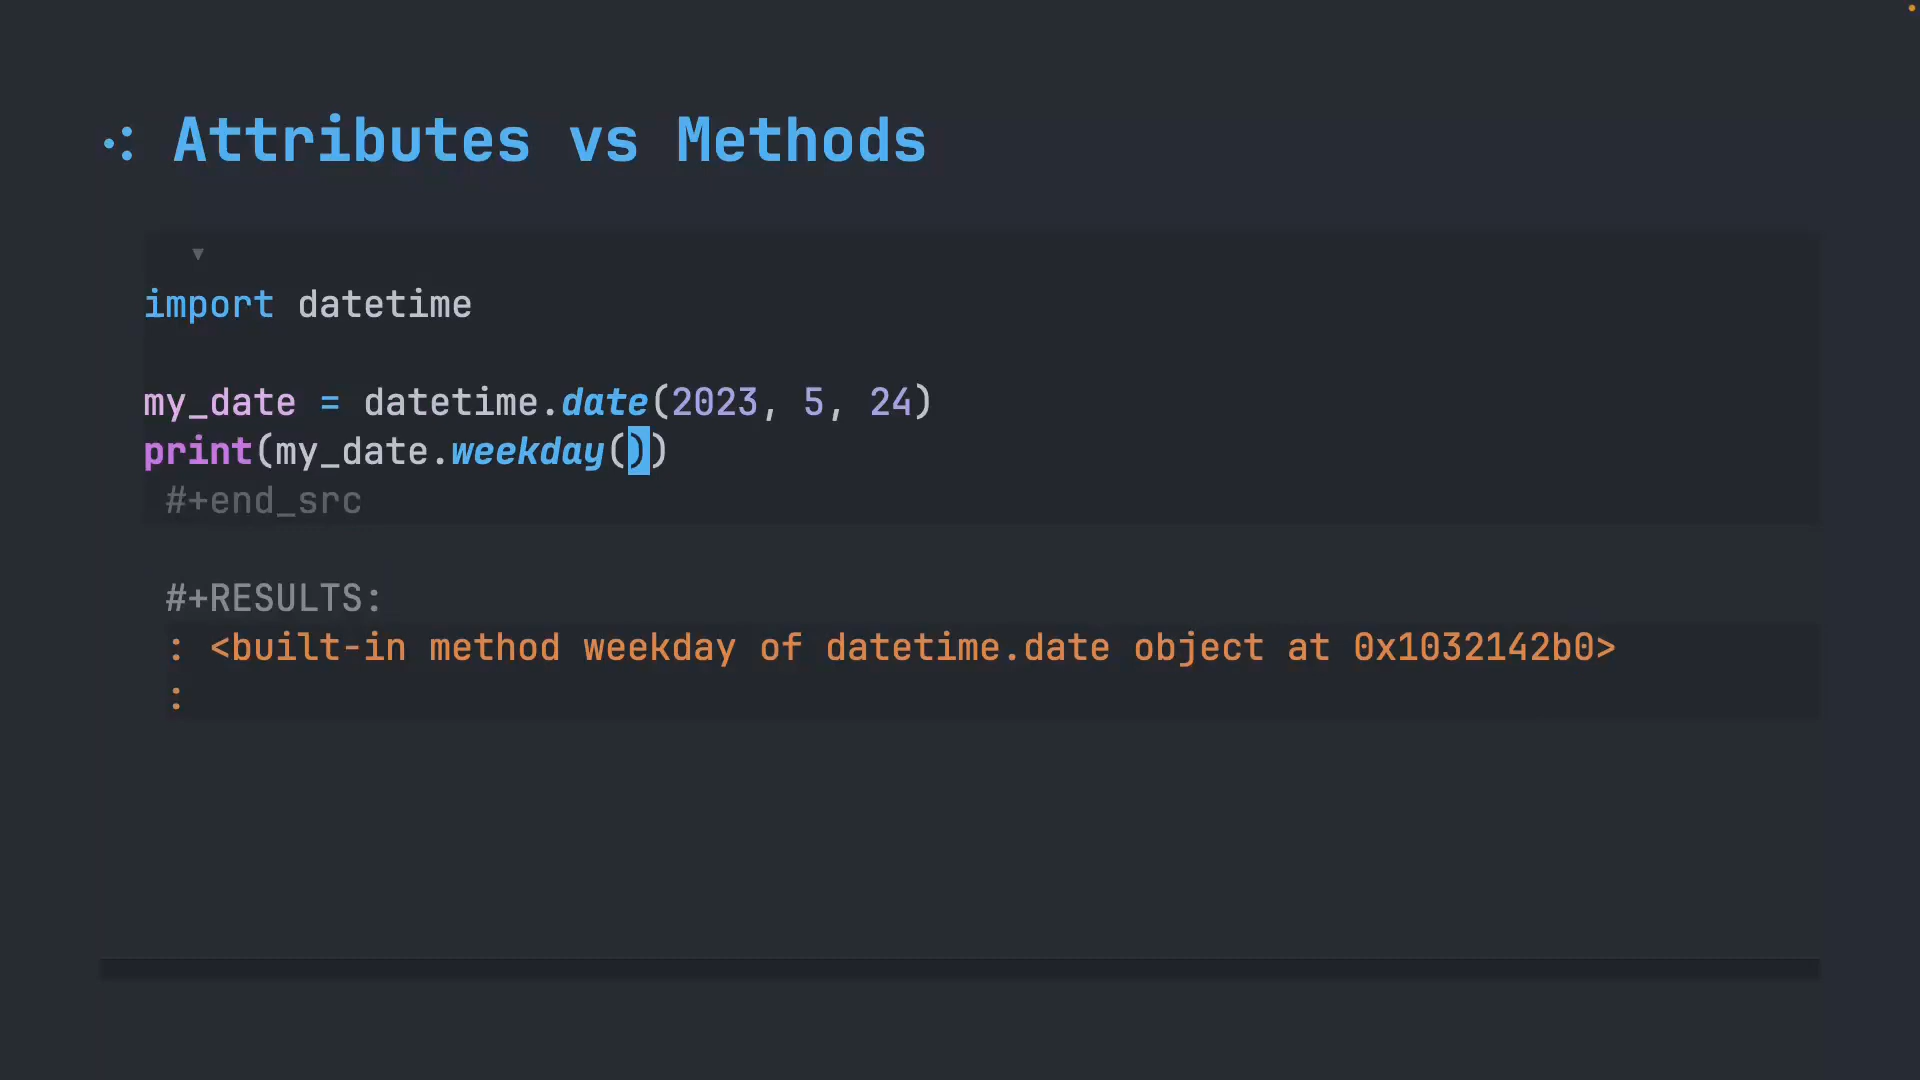 Attributes vs Methods
import datetime
my_date = datetime.date(2023, 5, 24)
print(my_date.weekday())
#+end_src
#+RESULTS:
: <built-in method weekday of datetime.date object at 0x1032142b0>
: